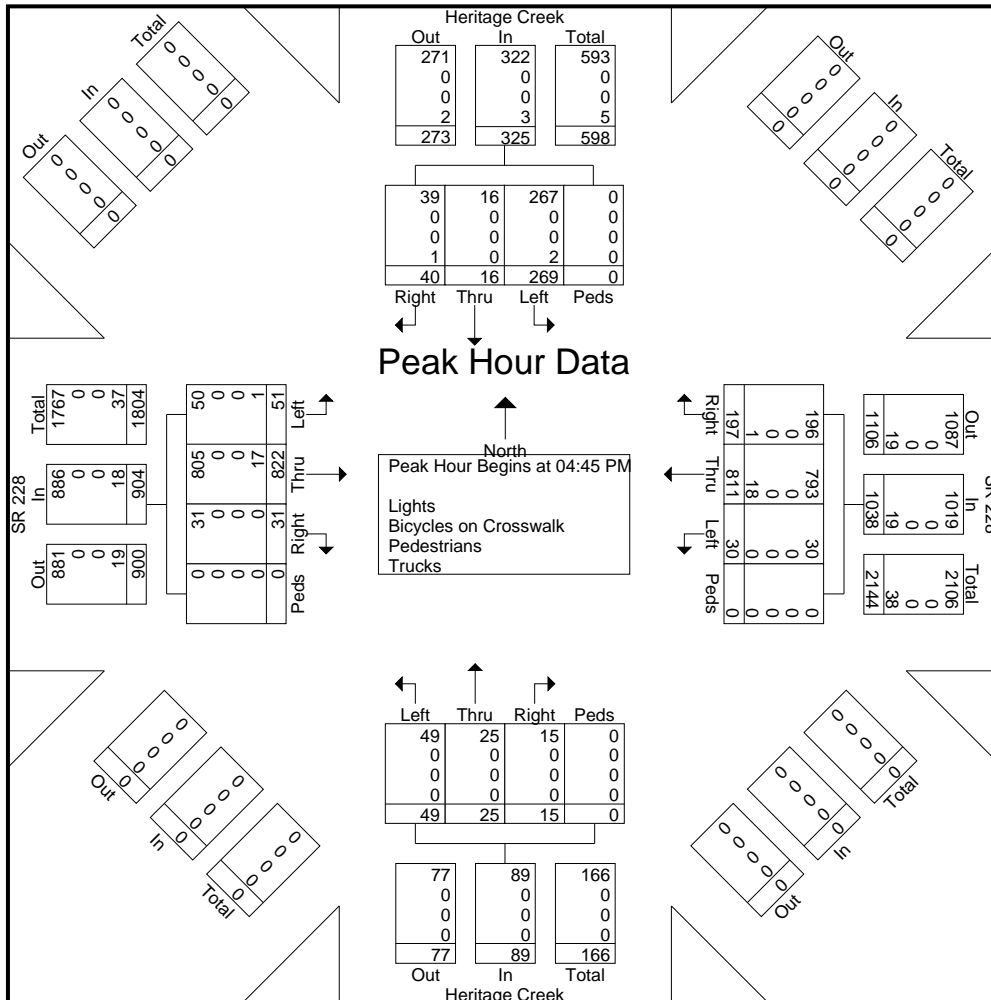 Heritage Creek
Out In Total
271 322 593
0 0 0
0 0 0
2 3 5
273 325 598
39 16 267 0
0 0 0 0
0 0 0 0
1 0 2 0
40 16 269 0
Right Thru Left Peds
Total
0 0 0 0 0
In
0 0 0 0 0
Out
0 0 0 0 0
Out
0 0 0 0 0
In
0 0 0 0 0
Total
0 0 0 0 0
Peak Hour Data
North
Peak Hour Begins at 04:45 PM
Lights
Bicycles on Crosswalk
Pedestrians
Trucks
SR 228
Total
1767 0 0 37 1804
In
886 0 0 18 904
Out
881 0 0 19 900
50 0 0 1 51
Left
805 0 0 17 822
Thru
31 0 0 0 31
Right
0 0 0 0 0
Peds
Right
196 0 0 1 197
Thru
793 0 0 18 811
Left
30 0 0 0 30
Peds
0 0 0 0 0
Out
1087 0 0 19 1106
In
1019 0 0 19 1038
Total
2106 0 0 38 2144
SR 228
Left Thru Right Peds
49 25 15 0
0 0 0 0
0 0 0 0
0 0 0 0
49 25 15 0
77 89 166
0 0 0
0 0 0
0 0 0
77 89 166
Out In Total
Heritage Creek
Out
0 0 0 0 0
In
0 0 0 0 0
Total
0 0 0 0 0
Total
0 0 0 0 0
In
0 0 0 0 0
Out
0 0 0 0 0